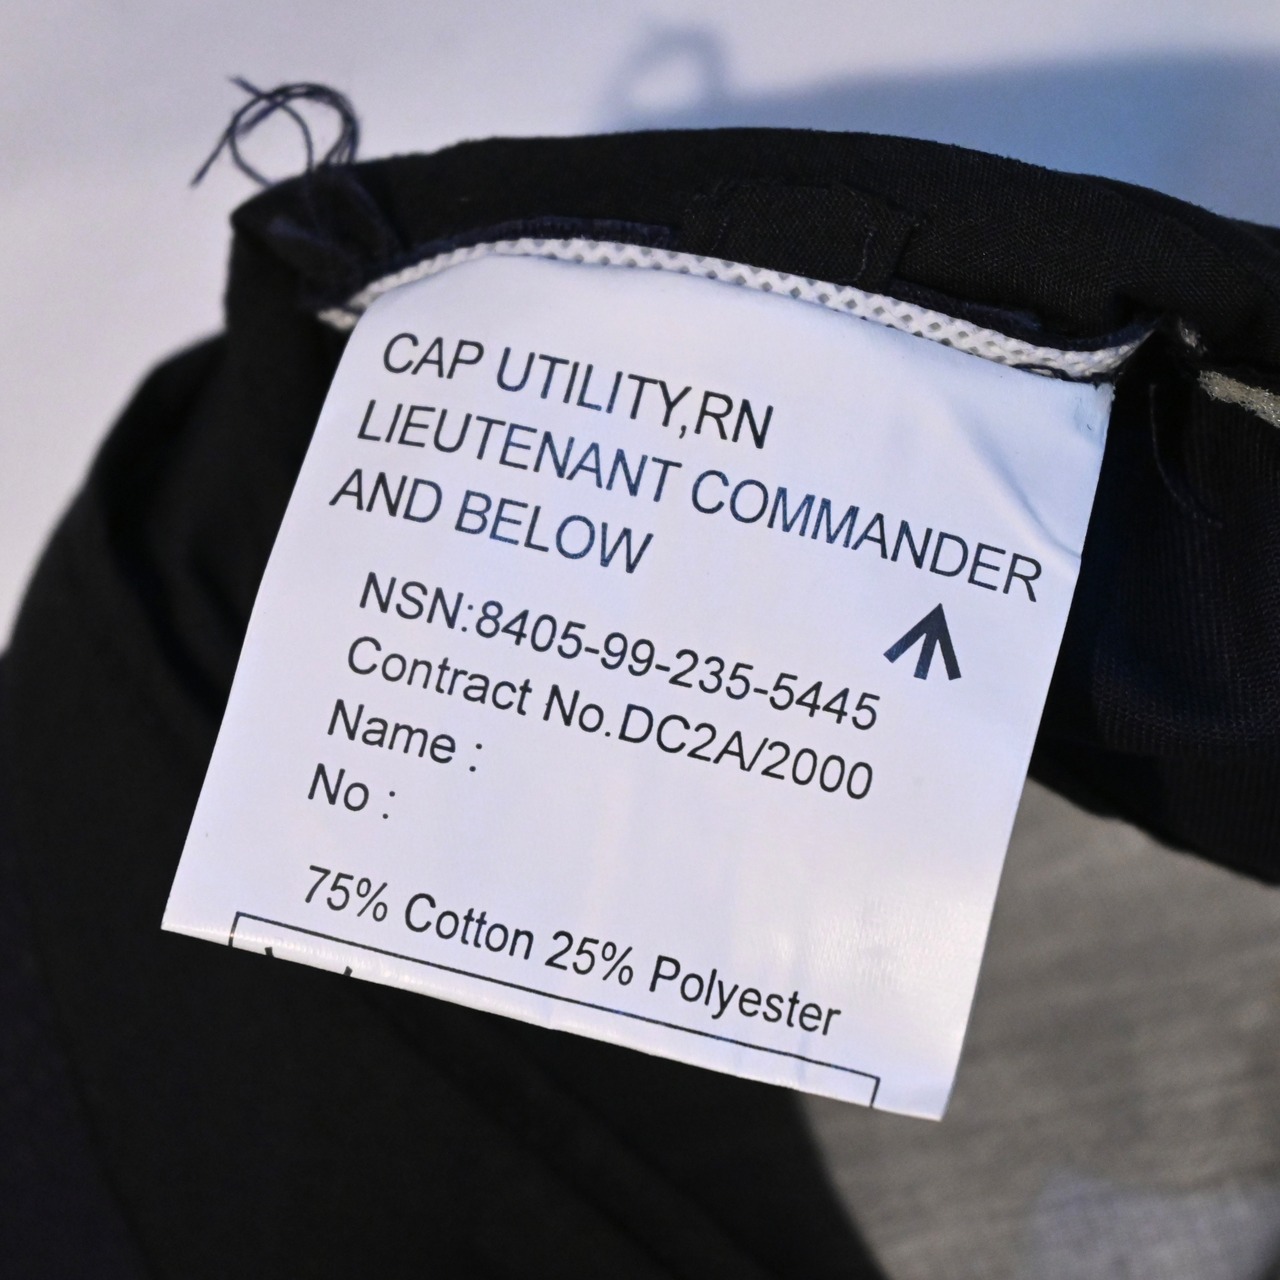 CAP UTILITY,RN
LIEUTENANT COMMANDER
AND BELOW
NSN:8405-99-235-5445
Contract No.DC2A/2000
Name :
No :
75% Cotton 25% Polyester